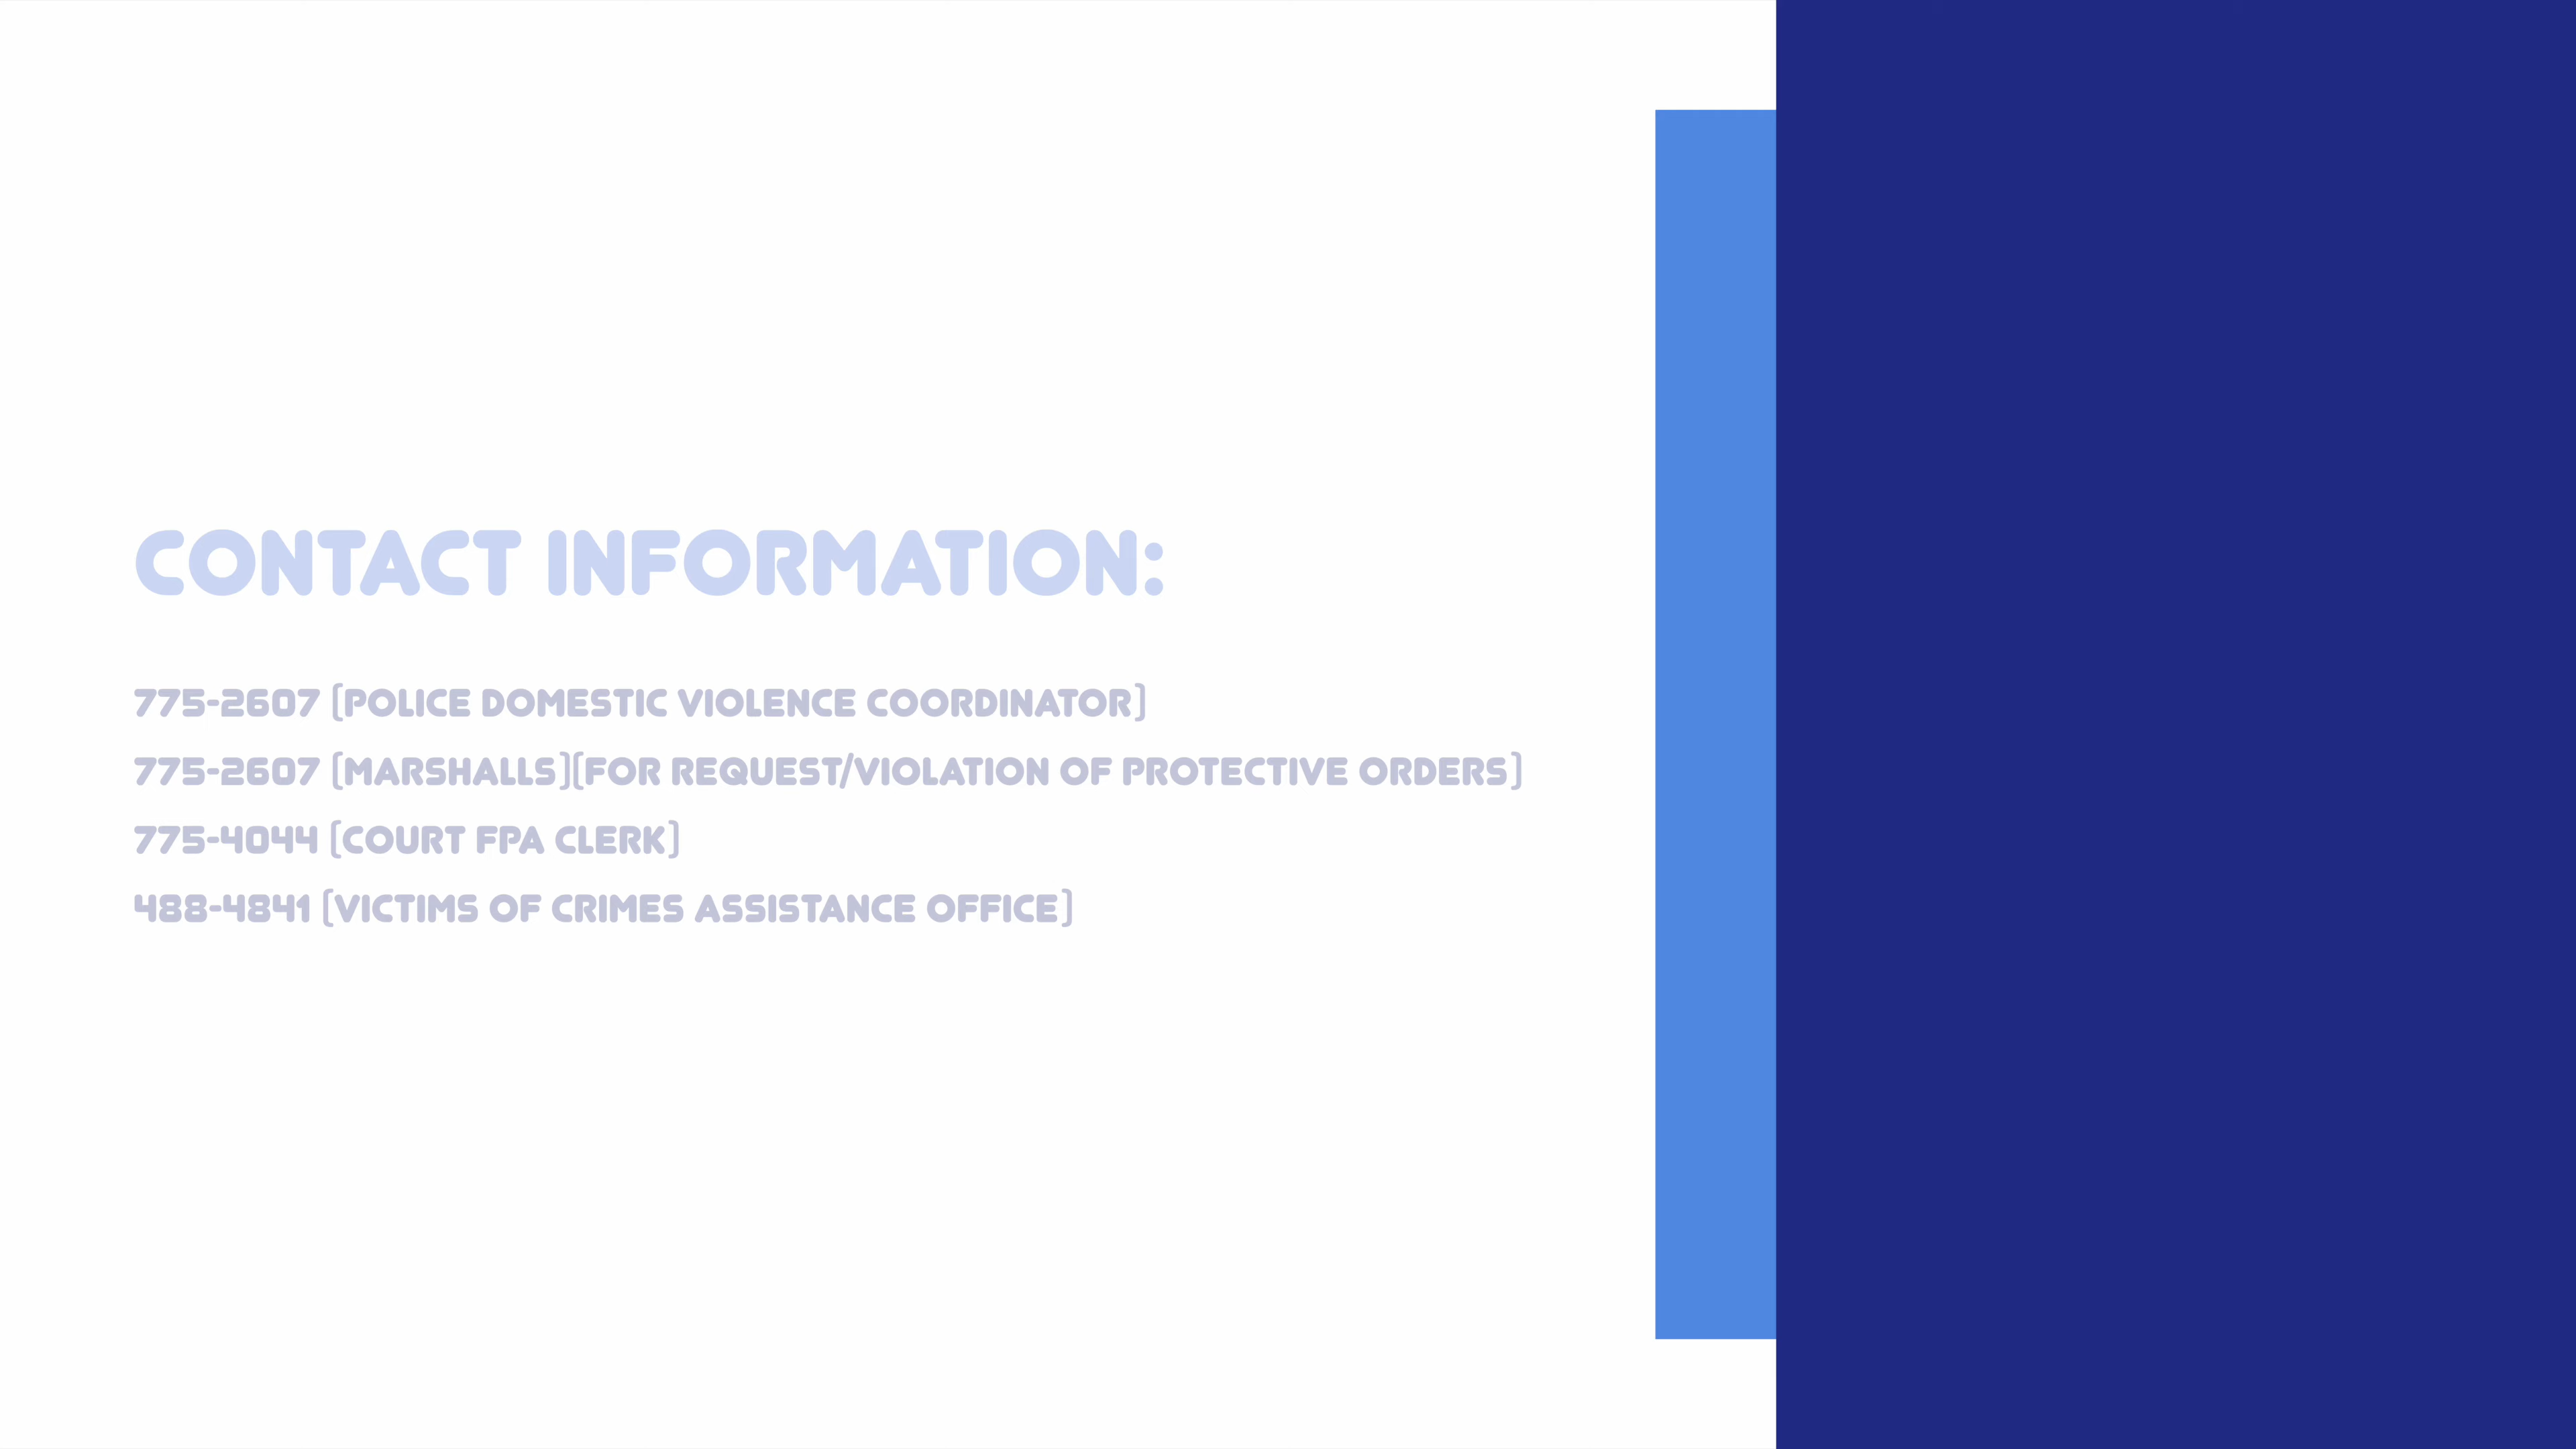 CONTACT INFORMATION:
775-2607 (POLICE DOMESTIC VIOLENCE COORDINATOR)
775-2607 (MARSHALLS)(FOR REQUEST/VIOLATION OF PROTECTIVE ORDERS)
775-4044 (COURT FPA CLERK)
488-4841 (VICTIMS OF CRIMES ASSISTANCE OFFICE)